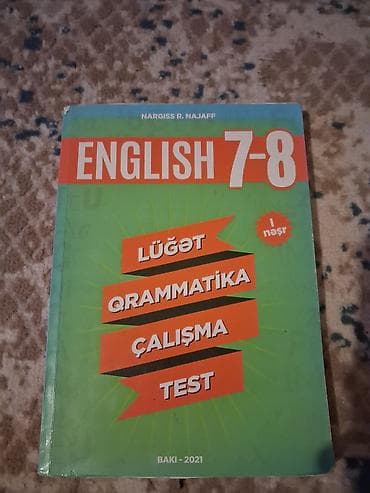 NARGISS R. NAJAFF
ENGLISH 7-8
I
nəşr
LÜĞƏT
QRAMMATİKA
ÇALIŞMA
TEST
BAKI - 2021